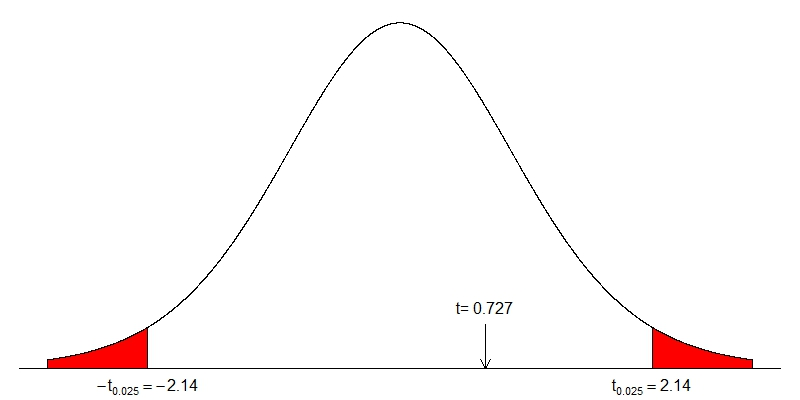 t= 0.727
−t0.025 = −2.14
t0.025 = 2.14